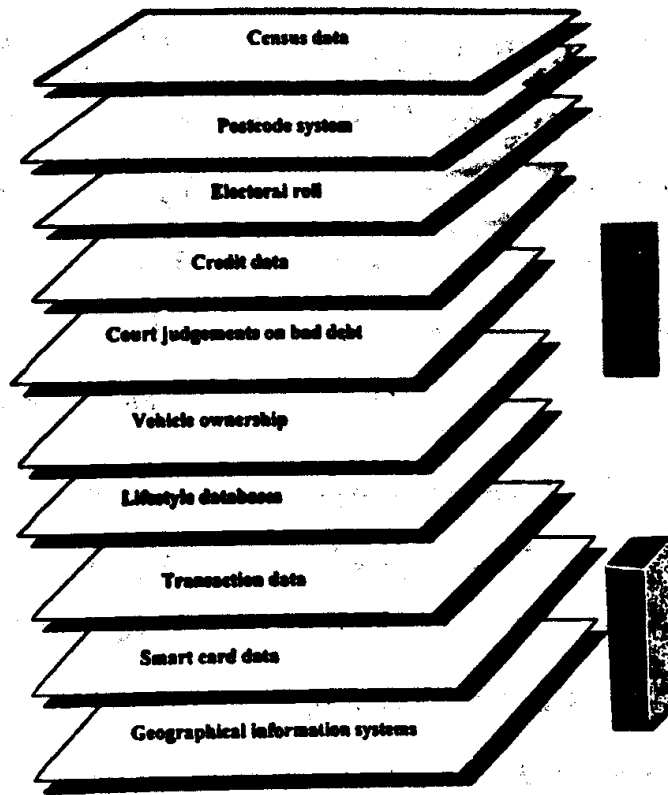 Census data
Postcode system
Electoral roll
Credit data
Court judgements on bad debt
Vehicle ownership
Lifestyle databases
Transaction data
Smart card data
Geographical information systems